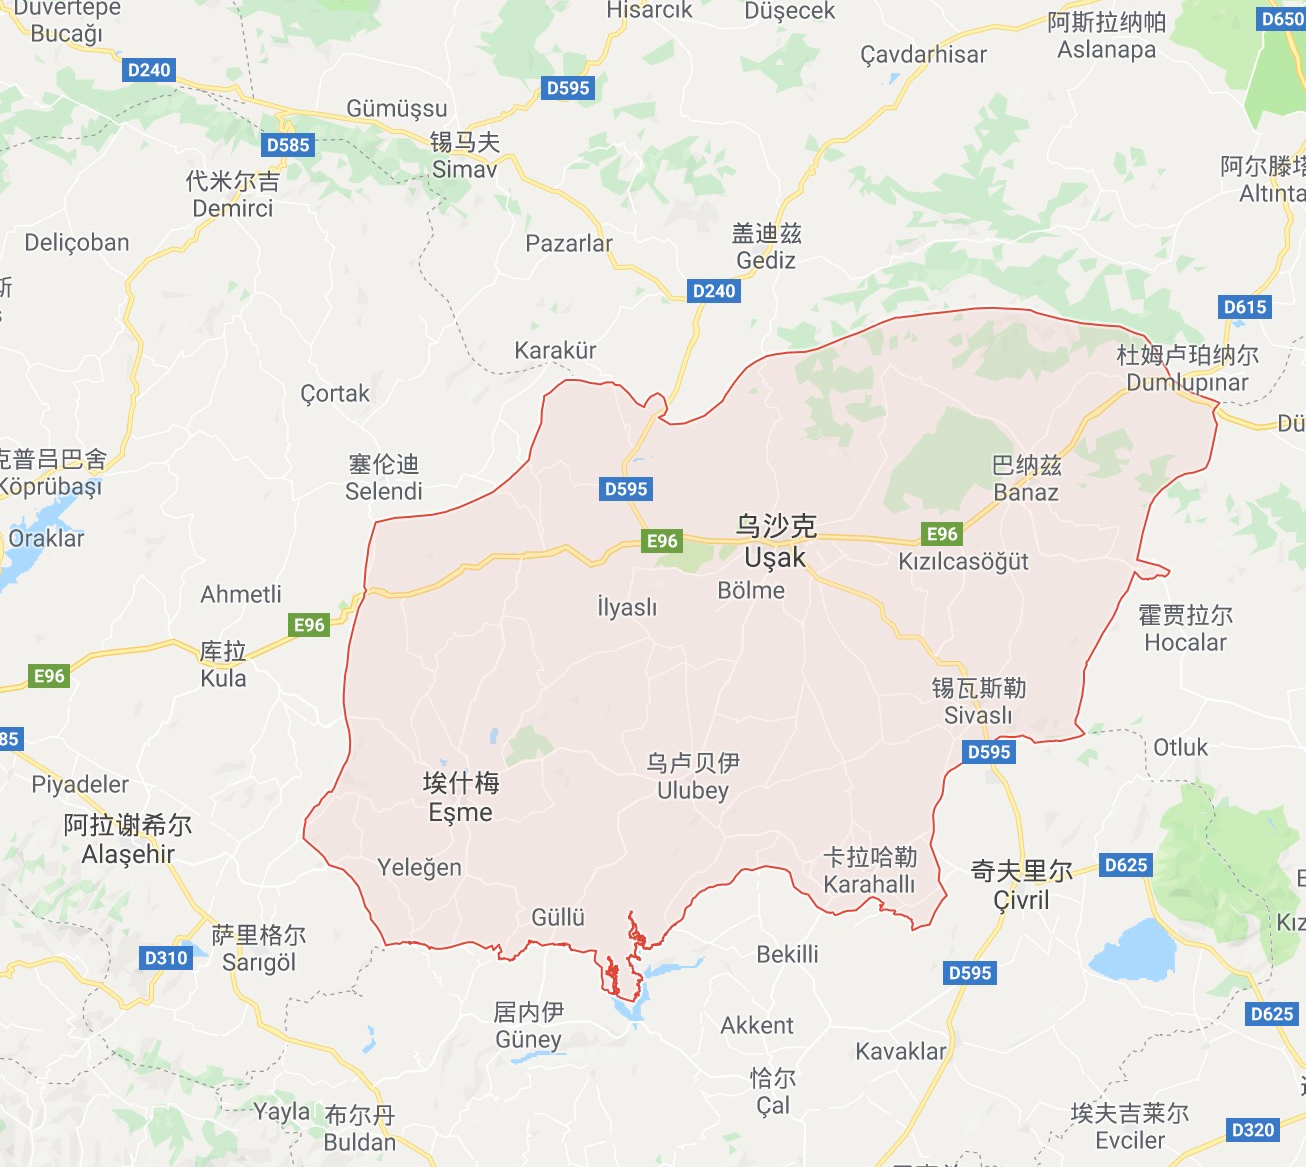 Düvertepe
Bucağı
Hisarcık
Düşecek
阿斯拉纳帕
Aslanapa
D650
Çavdarhisar
D240
D595
Gümüşsu
D585
锡马夫
Simav
代米尔吉
Demirci
阿尔滕塔
Altınta
Deliçoban
Pazarlar
盖迪兹
Gediz
斯
D240
D615
Karakür
杜姆卢珀纳尔
Dumlupınar
Çortak
Dü
克普吕巴舍
Köprübaşı
塞伦迪
Selendi
D595
巴纳兹
Banaz
乌沙克
Uşak
E96
E96
Oraklar
Kızılcasöğüt
Ahmetli
İlyaslı
Bölme
E96
霍贾拉尔
Hocalar
库拉
Kula
E96
锡瓦斯勒
Sivaslı
85
D595
Otluk
Piyadeler
埃什梅
Eşme
乌卢贝伊
Ulubey
阿拉谢希尔
Alaşehir
Yeleğen
卡拉哈勒
Karahallı
奇夫里尔
Çivril
D625
E
Güllü
Kız
萨里格尔
Sarıgöl
D310
Bekilli
D595
居内伊
Güney
Akkent
D625
Kavaklar
恰尔
Çal
Yayla
布尔丹
Buldan
埃夫吉莱尔
Evciler
D320